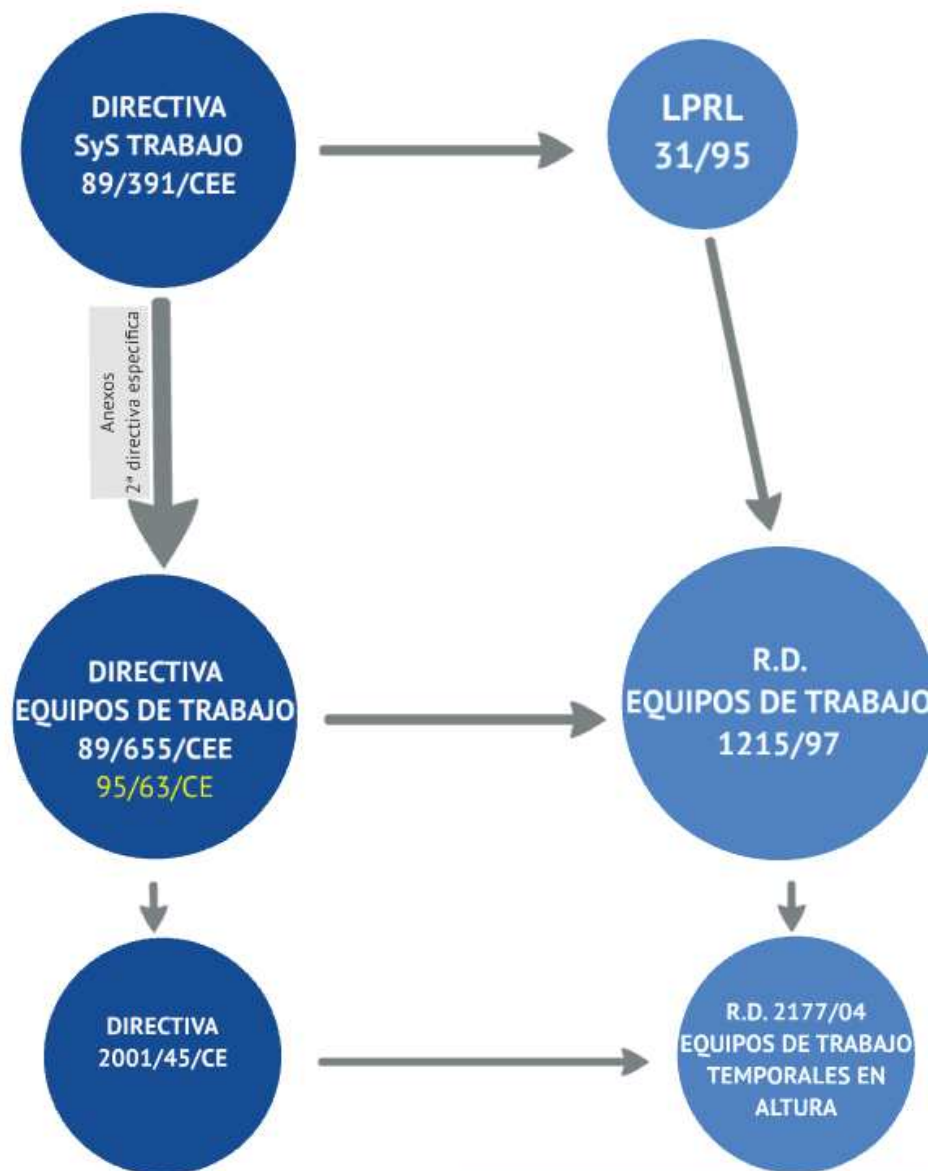 DIRECTIVA
SyS TRABAJO
89/391/CEE
LPRL
31/95
Anexos
2ª directiva específica
DIRECTIVA
EQUIPOS DE TRABAJO
89/655/CEE
95/63/CE
R.D.
EQUIPOS DE TRABAJO
1215/97
DIRECTIVA
2001/45/CE
R.D. 2177/04
EQUIPOS DE TRABAJO
TEMPORALES EN
ALTURA